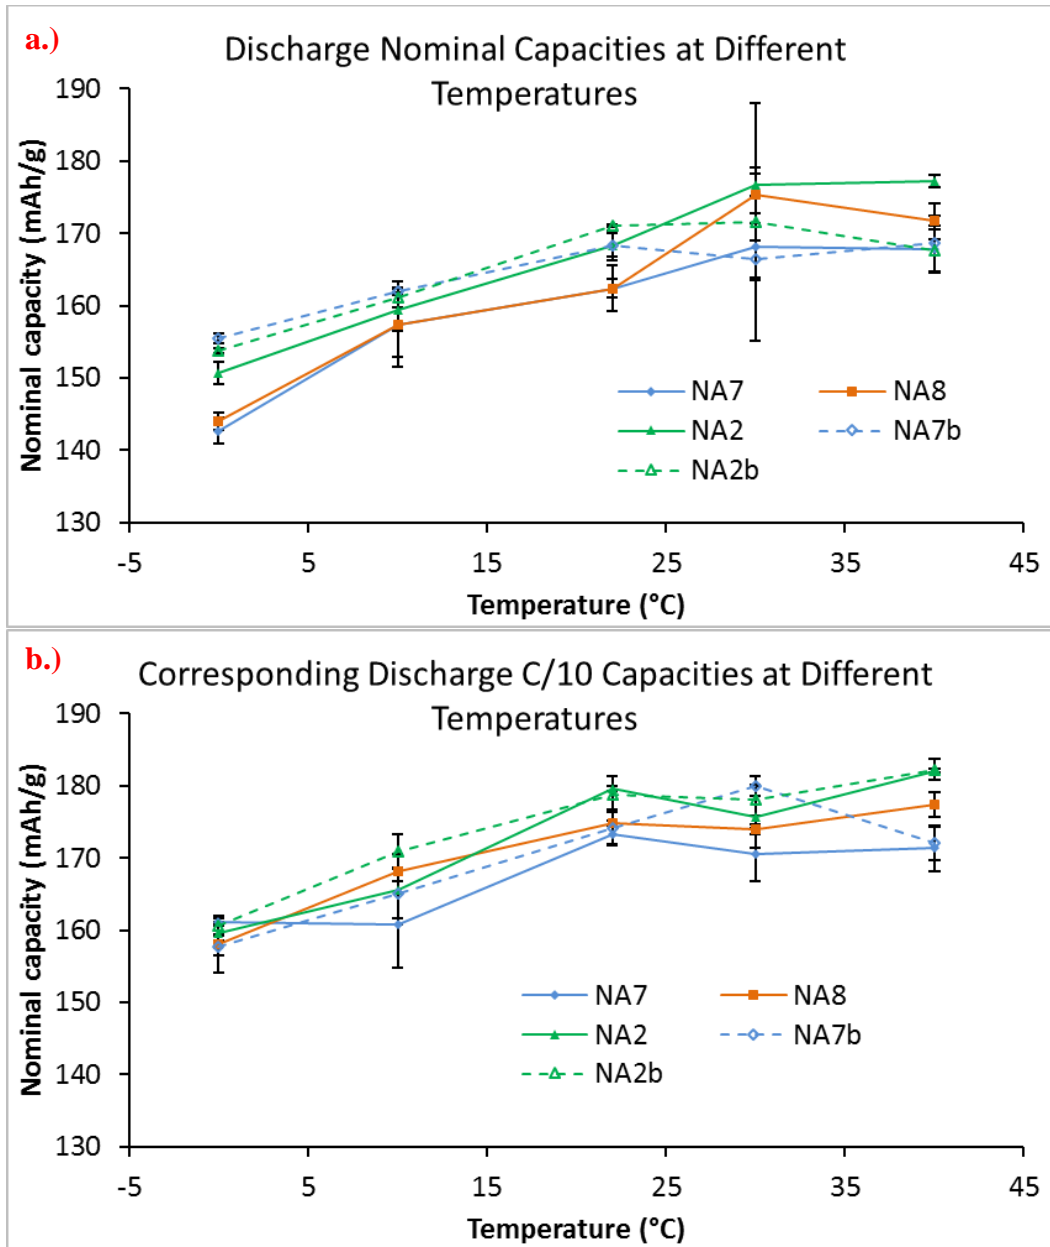 a.)
Discharge Nominal Capacities at Different
Temperatures
Nominal capacity (mAh/g)
190
180
170
160
150
140
130
-5 5 15 25 35 45
Temperature (°C)
NA7 NA8
NA2 NA7b
NA2b
b.)
Corresponding Discharge C/10 Capacities at Different
Temperatures
Nominal capacity (mAh/g)
190
180
170
160
150
140
130
-5 5 15 25 35 45
Temperature (°C)
NA7 NA8
NA2 NA7b
NA2b